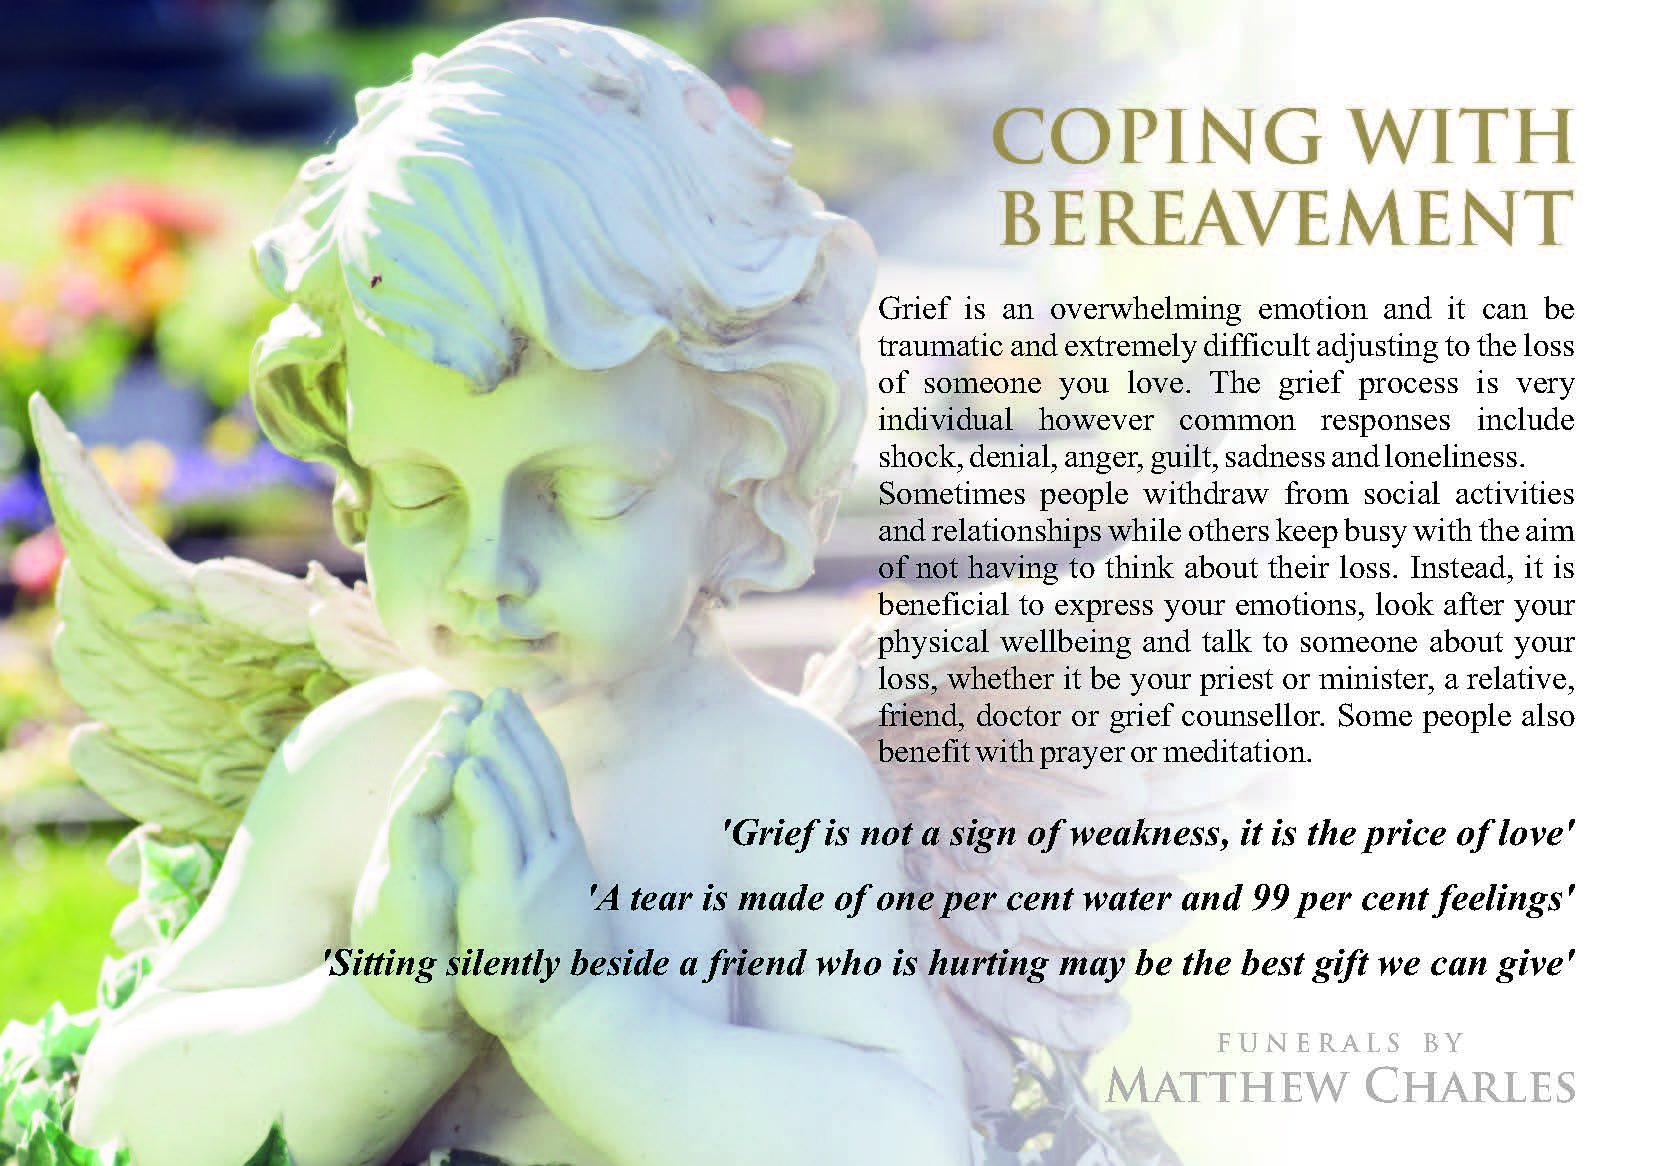 COPING WITH
BEREAVEMENT
Grief is an overwhelming emotion and it can be
traumatic and extremely difficult adjusting to the loss
of someone you love. The grief process is very
individual however common responses include
shock, denial, anger, guilt, sadness and loneliness.
Sometimes people withdraw from social activities
and relationships while others keep busy with the aim
of not having to think about their loss. Instead, it is
beneficial to express your emotions, look after your
physical wellbeing and talk to someone about your
loss, whether it be your priest or minister, a relative,
friend, doctor or grief counsellor. Some people also
benefit with prayer or meditation.
'Grief is not a sign of weakness, it is the price of love'
'A tear is made of one per cent water and 99 per cent feelings'
'Sitting silently beside a friend who is hurting may be the best gift we can give'
FUNERALS BY
MATTHEW CHARLES